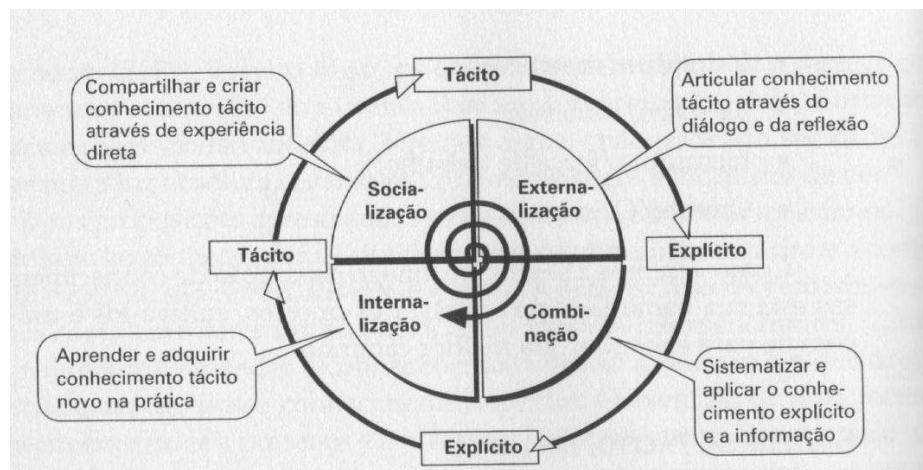 Tácito
Compartilhar e criar
conhecimento tácito
através de experiência
direta
Articular conhecimento
tácito através do
diálogo e da reflexão
Socia-
lização
Externa-
lização
Tácito
Explícito
Interna-
lização
Combi-
nação
Aprender e adquirir
conhecimento tácito
novo na prática
Sistematizar e
aplicar o conhe-
cimento explícito
e a informação
Explícito